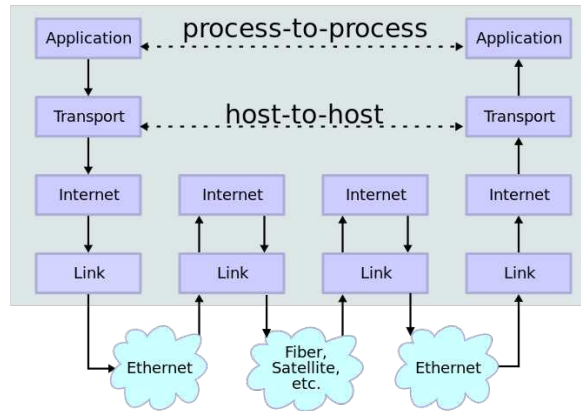 process-to-process
Application
Application
host-to-host
Transport
Transport
Internet
Internet
Internet
Internet
Link
Link
Link
Link
Ethernet
Fiber,
Satellite,
etc.
Ethernet